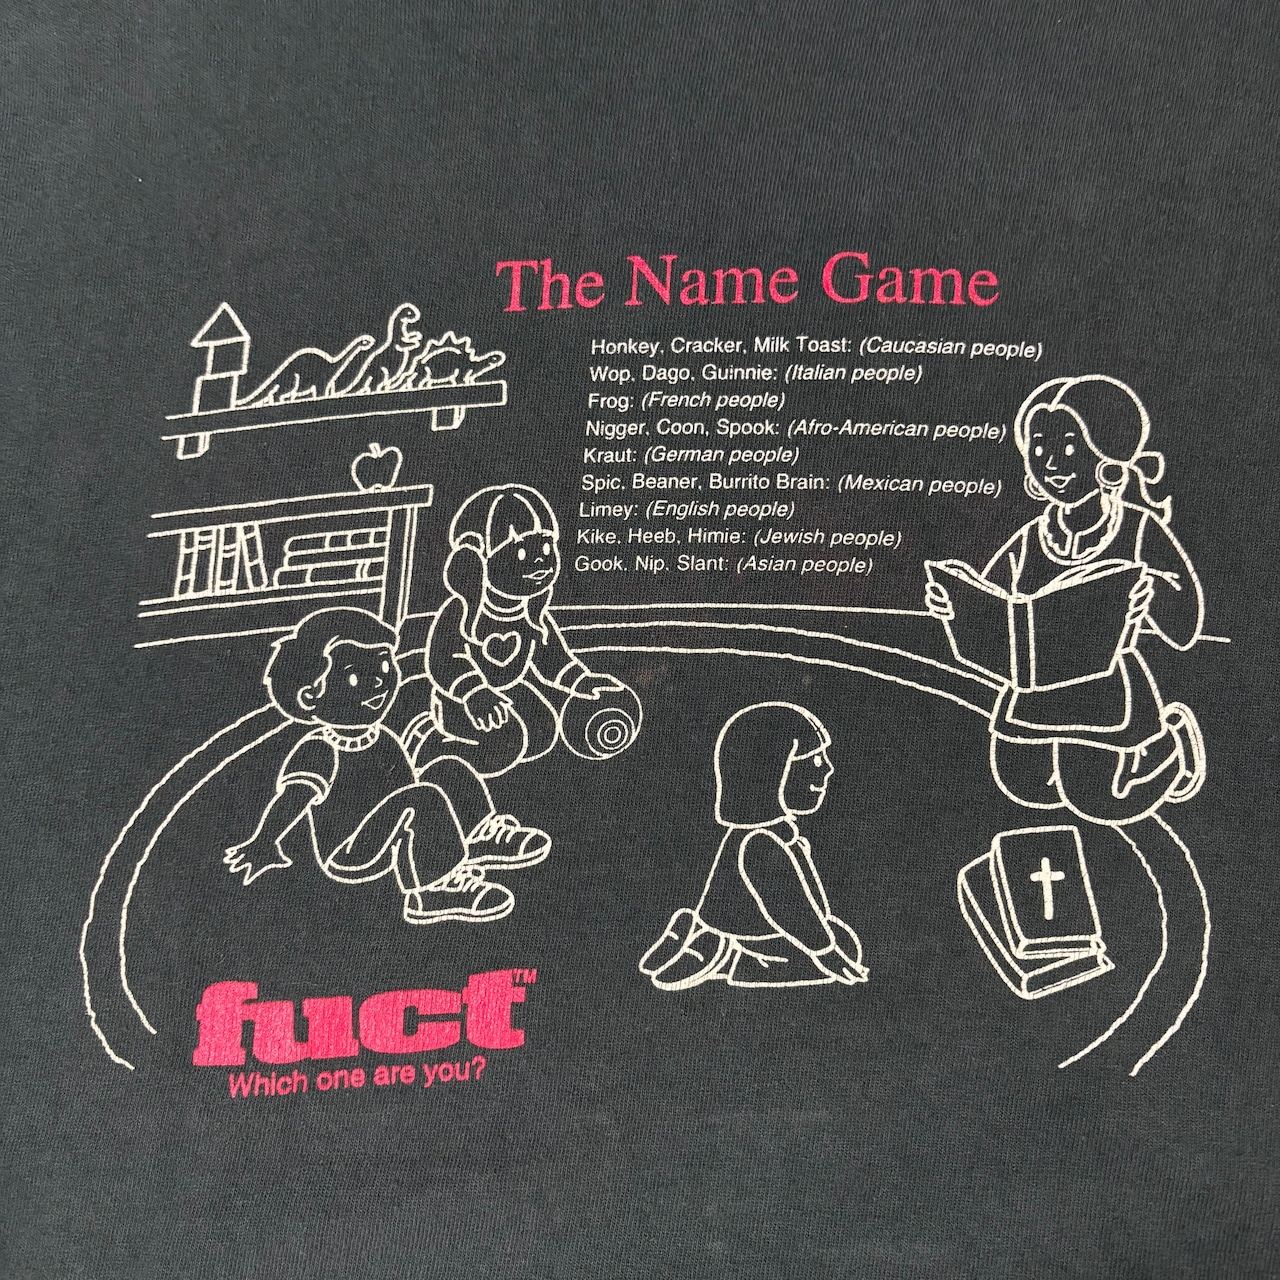 The Name Game
Honkey, Cracker, Milk Toast: (Caucasian people)
Wop, Dago, Guinnie: (Italian people)
Frog: (French people)
Nigger, Coon, Spook: (Afro-American people)
Kraut: (German people)
Spic, Beaner, Burrito Brain: (Mexican people)
Limey: (English people)
Kike, Heeb, Himie: (Jewish people)
Gook, Nip, Slant: (Asian people)
fuct™
Which one are you?